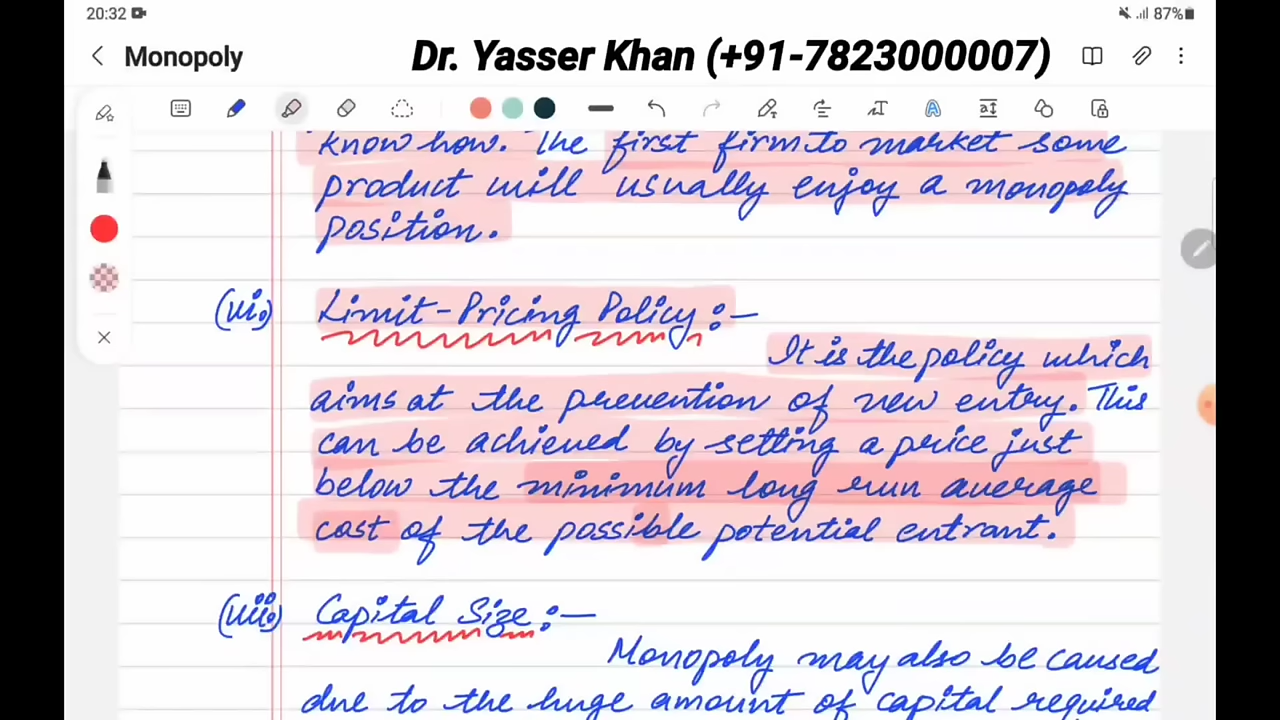 20:32
87%
Monopoly
Dr. Yasser Khan (+91-7823000007)
know how. The first firm to market some
product will usually enjoy a monopoly
position.
(vi.) Limit-Pricing Policy :-
It is the policy which
aims at the prevention of new entry. This
can be achieved by setting a price just
below the minimum long run average
cost of the possible potential entrant.
(vii.) Capital Size :-
Monopoly may also be caused
due to the huge amount of capital required